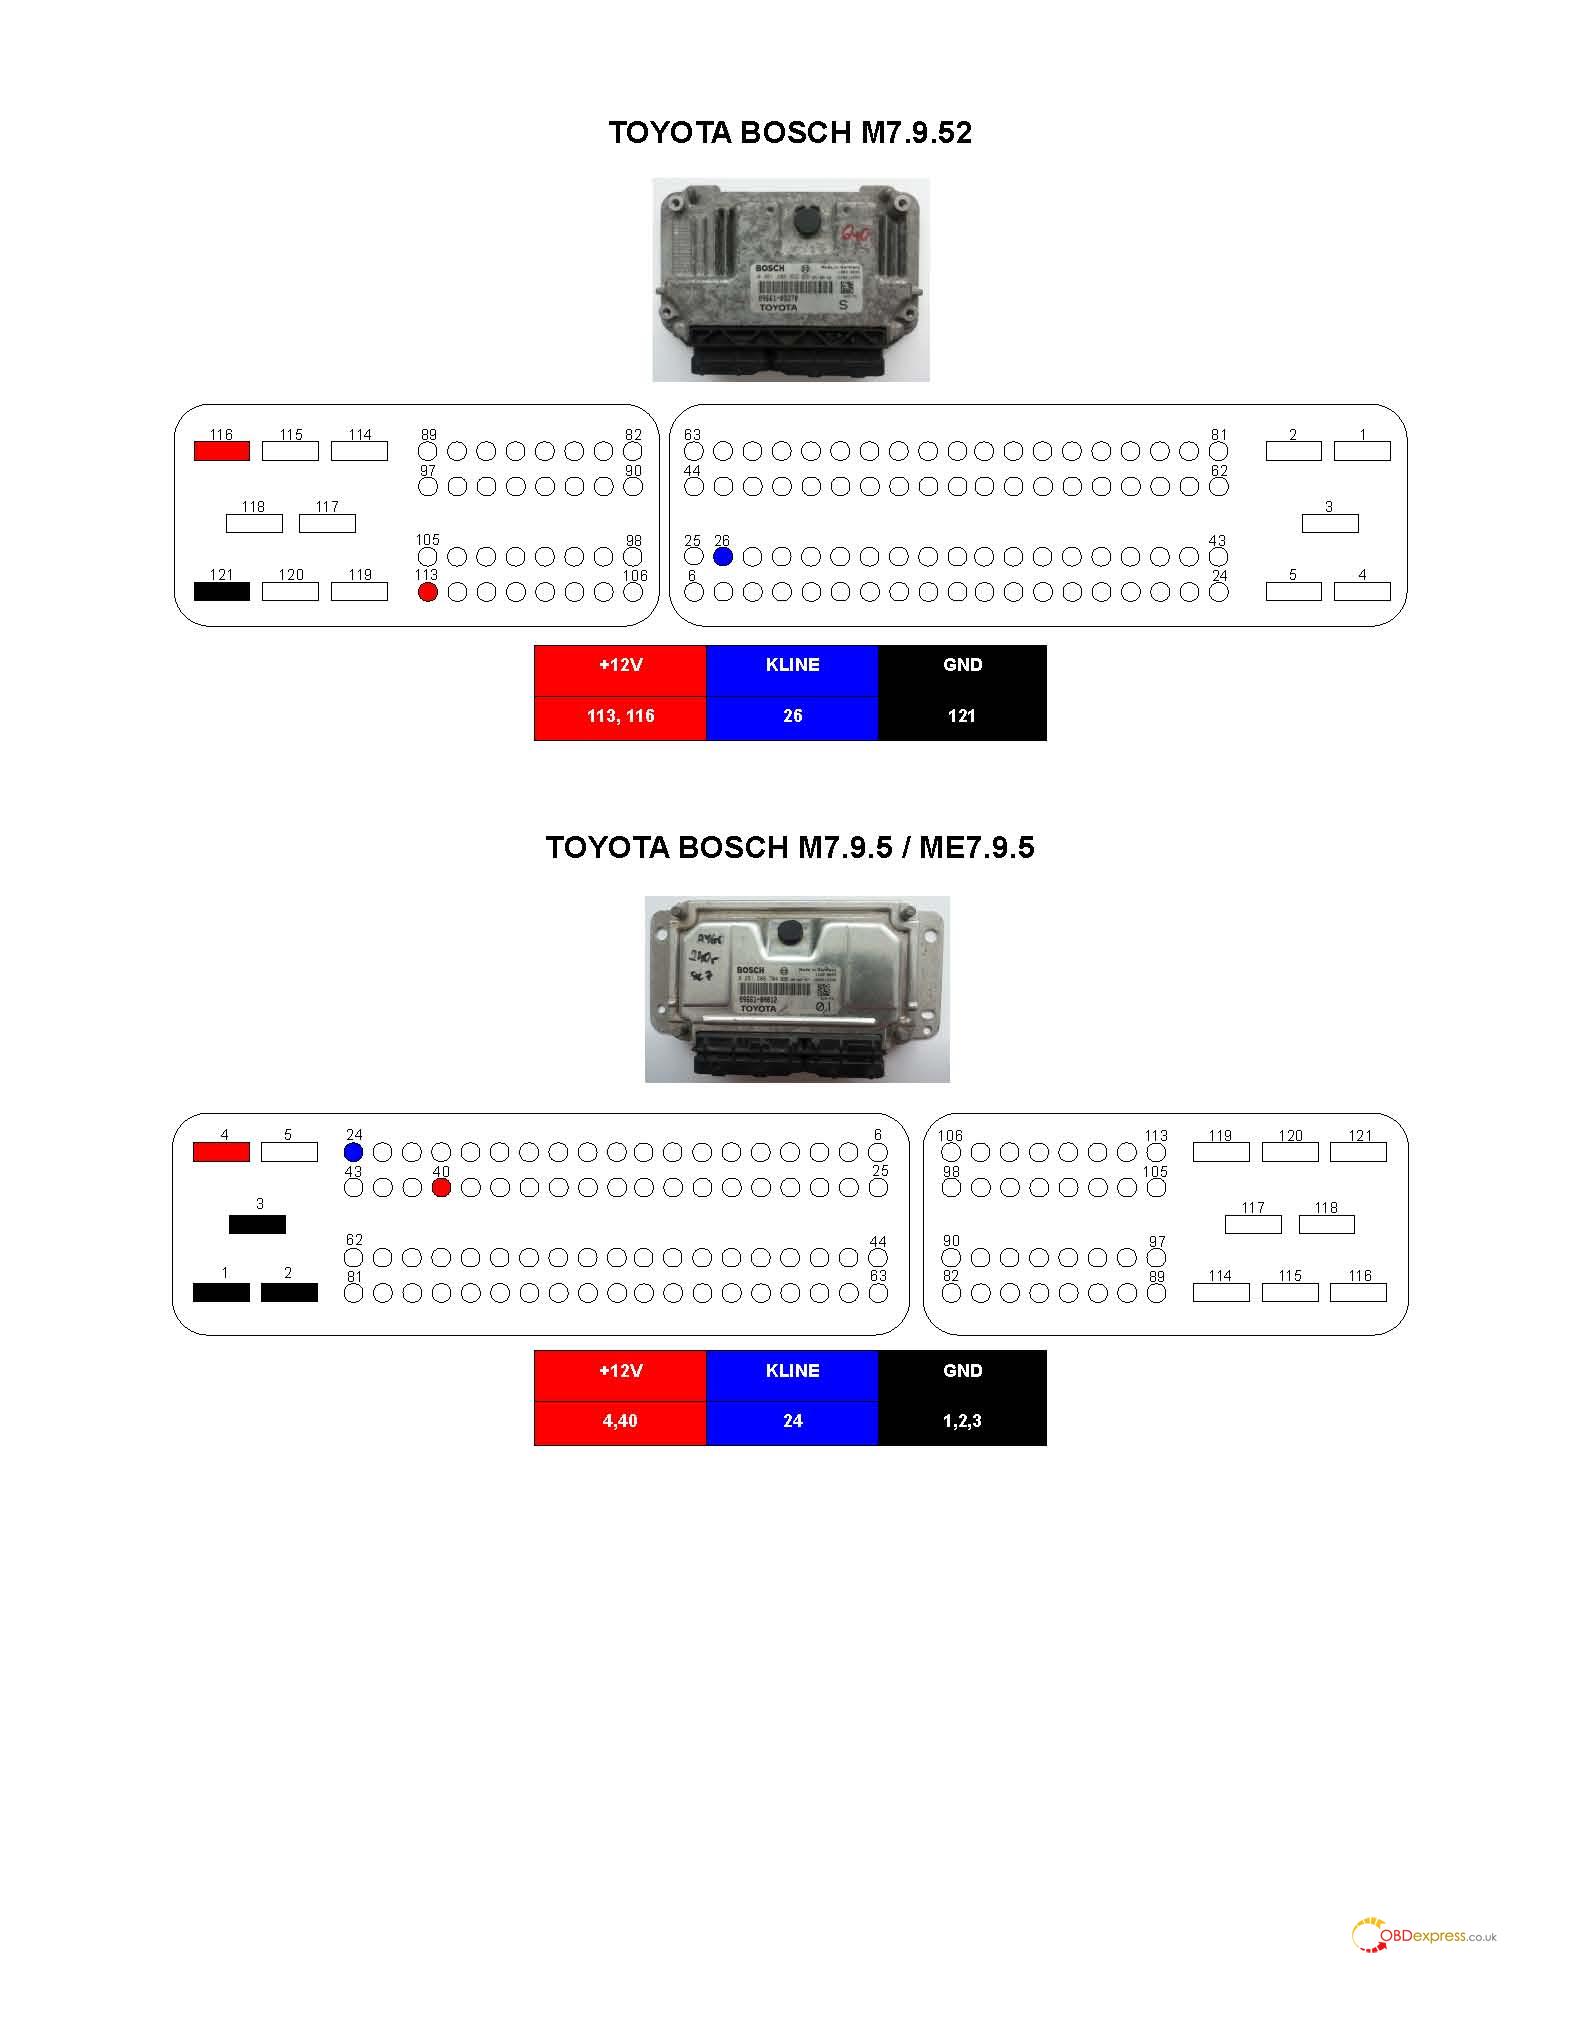 TOYOTA BOSCH M7.9.52
BOSCH
TOYOTA
S
116 115 114 89 82 63 81 2 1
97 90 44 62
118 117 3
105 98 25 26 43
121 120 119 113 106 6 24 5 4
+12V KLINE GND
113, 116 26 121
TOYOTA BOSCH M7.9.5 / ME7.9.5
BOSCH
TOYOTA
4 5 24 6 106 113 119 120 121
43 40 25 98 105
3 117 118
62 44 90 97
1 2 81 63 82 89 114 115 116
+12V KLINE GND
4,40 24 1,2,3
OBDexpress.co.uk